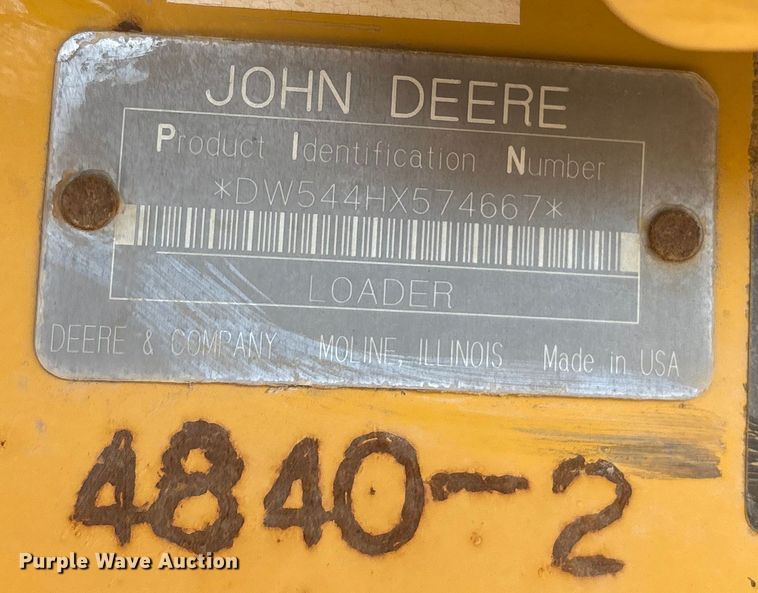 JOHN DEERE
Product Identification Number
*DW544HX574667*
LOADER
DEERE & COMPANY MOLINE, ILLINOIS Made in USA
4840-2
Purple Wave Auction